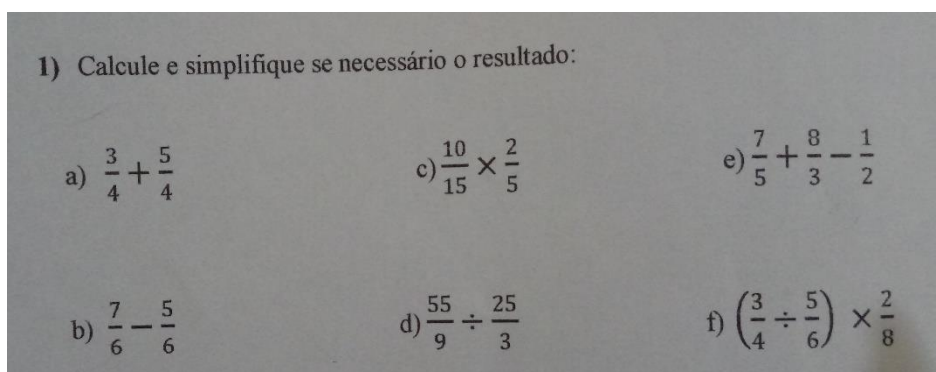 1) Calcule e simplifique se necessário o resultado:
a) 3/4 + 5/4 c) 10/15 × 2/5 e) 7/5 + 8/3 − 1/2
b) 7/6 − 5/6 d) 55/9 ÷ 25/3 f) (3/4 ÷ 5/6) × 2/8